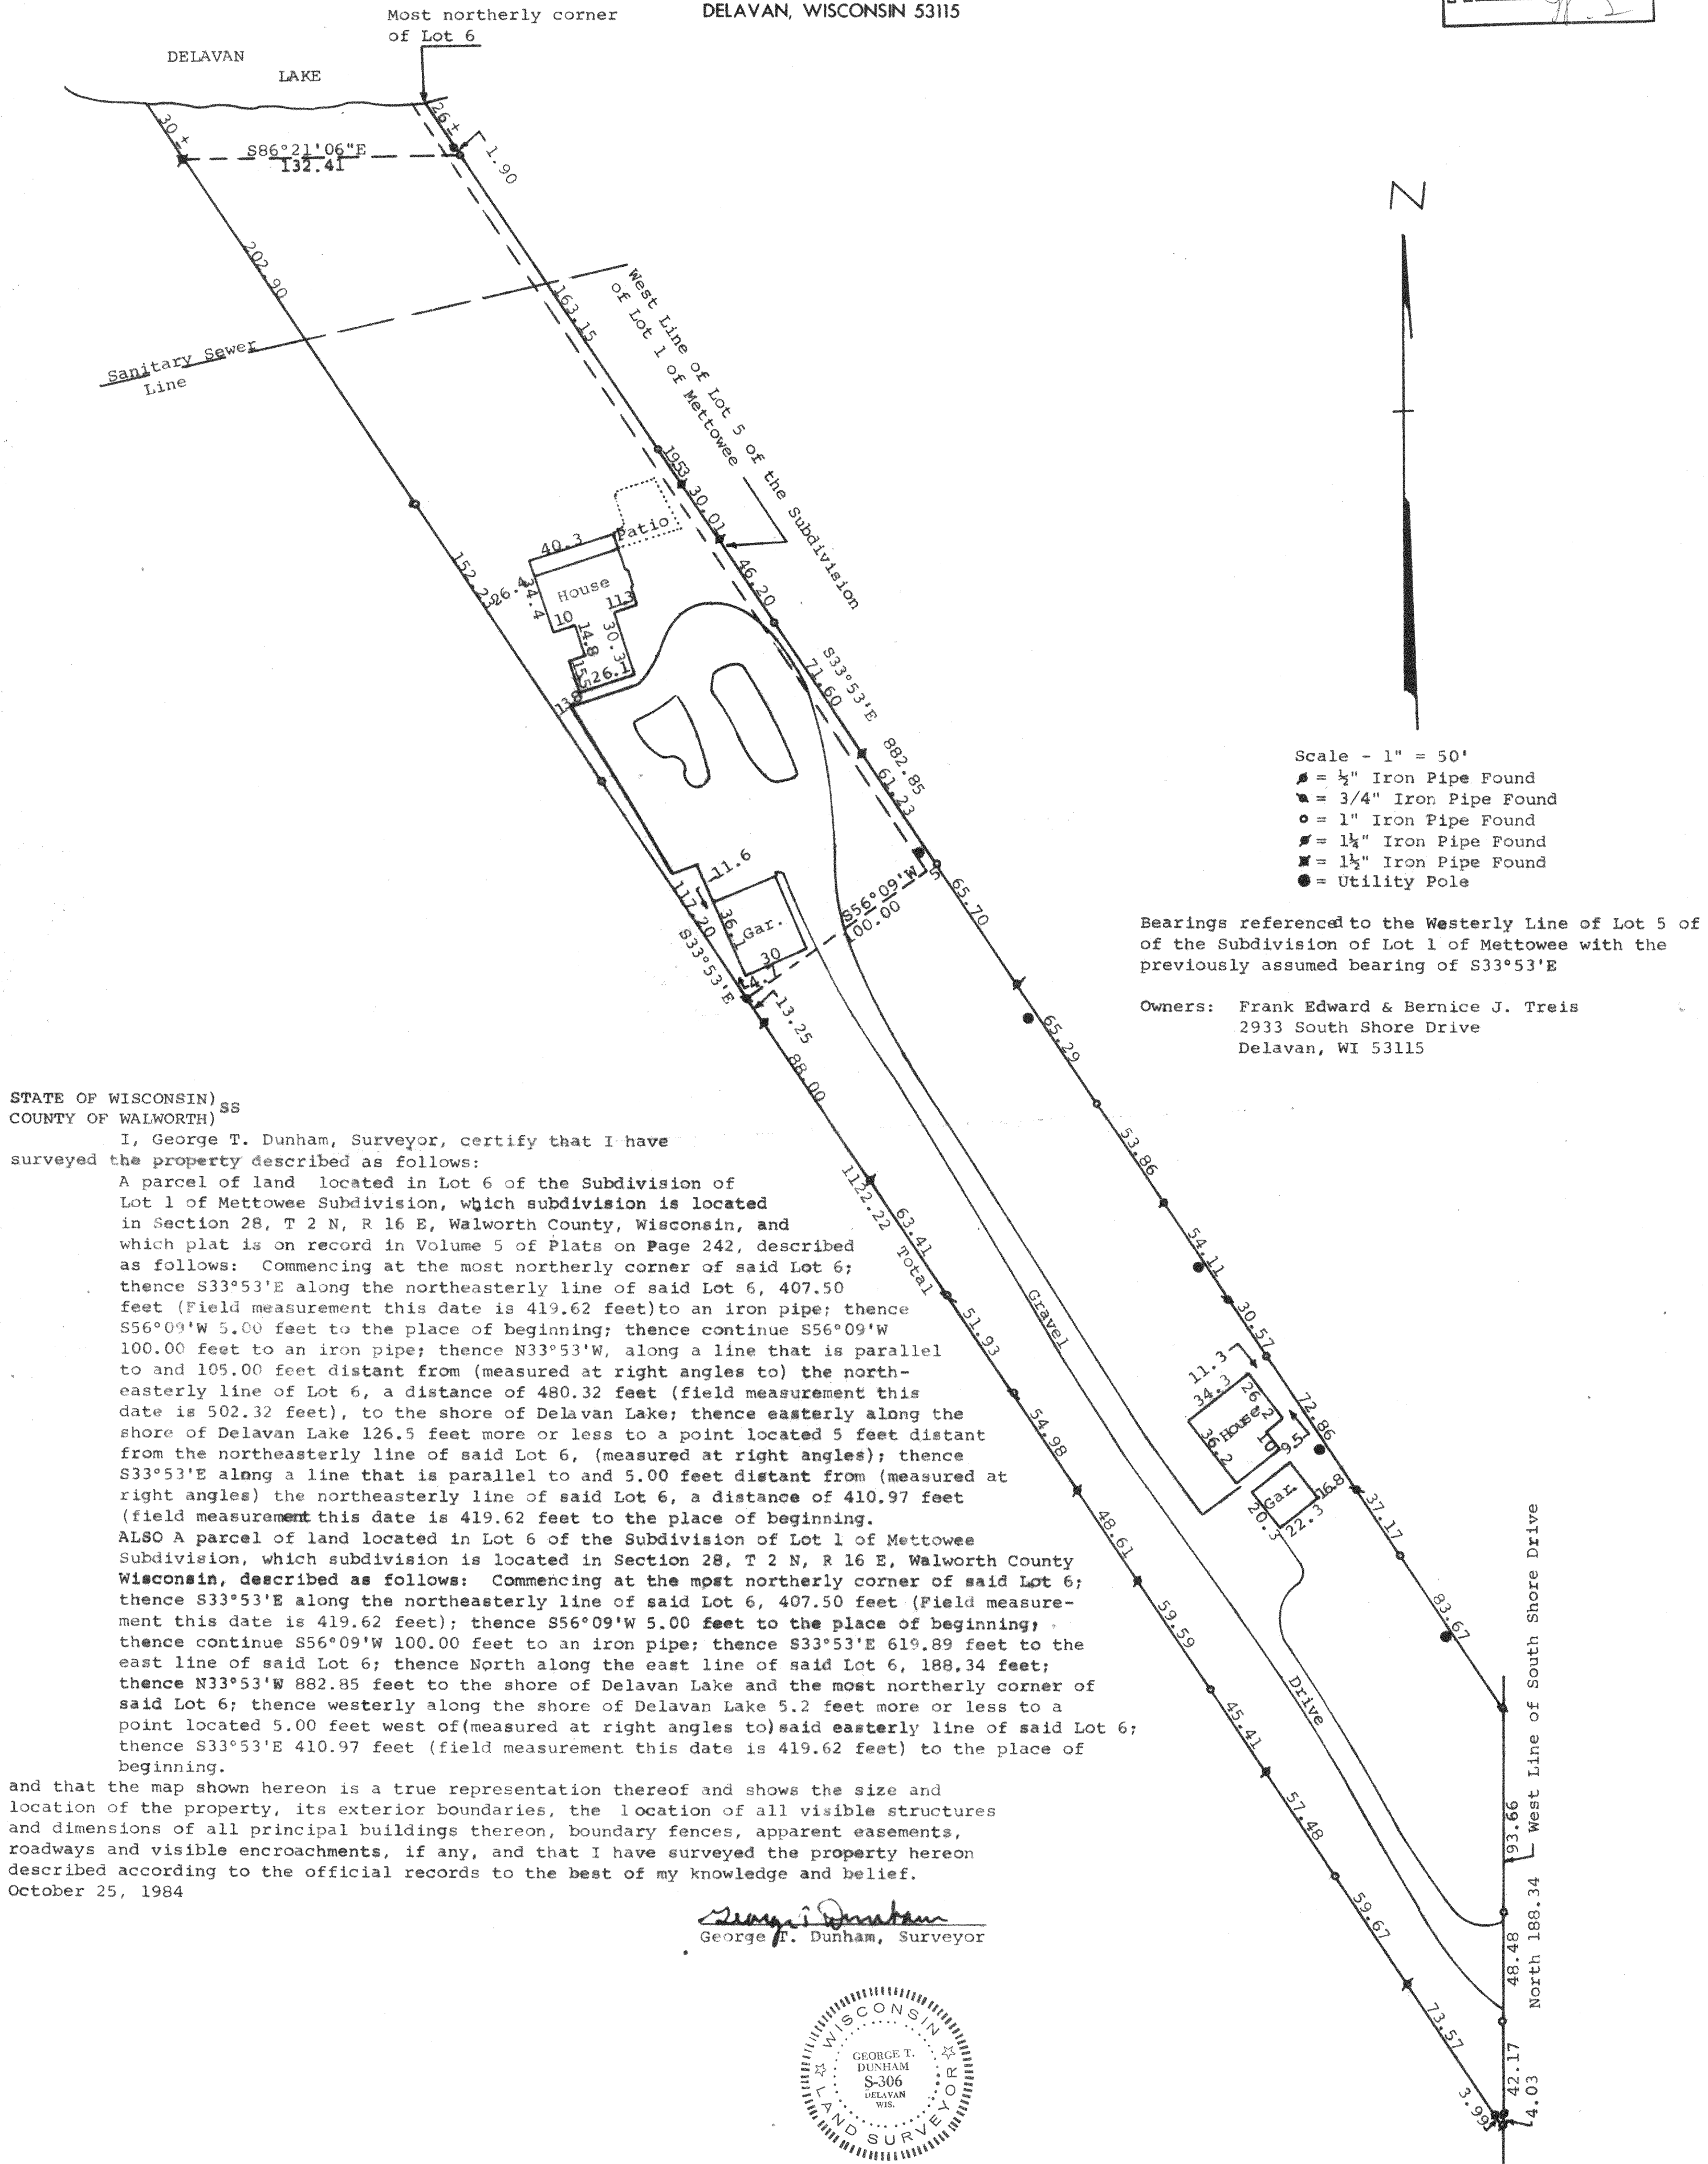 DELAVAN, WISCONSIN 53115
Most northerly corner
of Lot 6
DELAVAN
LAKE
30±
26±
1.90
S86°21'06"E
132.41
202.90
163.15
Sanitary Sewer
Line
West Line of Lot 5 of the Subdivision
of Lot 1 of Mettowee
N
19.53
30.01
46.20
152.23
26.4
40.3
Patio
House
34.4
10
11.3
14.8
30.3
15.5
26.1
13.8
S33°53'E 882.85
71.60
61.23
5
65.70
S56°09'W
100.00
11.6
36.1
Gar.
30
4.7
13.25
117.20
S33°53'E
88.00
1122.22 Total
65.29
53.86
54.11
30.57
72.86
37.17
83.67
63.41
51.93
54.98
48.61
59.59
45.41
57.48
59.67
73.57
3.99
Gravel
Drive
11.3
34.3
26.2
House
36.2
10
9.5
Gar.
16.8
20.3
22.3
93.66
48.48
42.17
4.03
North 188.34
West Line of South Shore Drive
Scale - 1" = 50'
= ½" Iron Pipe Found
= 3/4" Iron Pipe Found
= 1" Iron Pipe Found
= 1¼" Iron Pipe Found
= 1½" Iron Pipe Found
= Utility Pole
Bearings referenced to the Westerly Line of Lot 5 of
of the Subdivision of Lot 1 of Mettowee with the
previously assumed bearing of S33°53'E
Owners: Frank Edward & Bernice J. Treis
2933 South Shore Drive
Delavan, WI 53115
STATE OF WISCONSIN) SS
COUNTY OF WALWORTH)
I, George T. Dunham, Surveyor, certify that I have
surveyed the property described as follows:
A parcel of land located in Lot 6 of the Subdivision of
Lot 1 of Mettowee Subdivision, which subdivision is located
in Section 28, T 2 N, R 16 E, Walworth County, Wisconsin, and
which plat is on record in Volume 5 of Plats on Page 242, described
as follows: Commencing at the most northerly corner of said Lot 6;
thence S33°53'E along the northeasterly line of said Lot 6, 407.50
feet (Field measurement this date is 419.62 feet)to an iron pipe; thence
S56°09'W 5.00 feet to the place of beginning; thence continue S56°09'W
100.00 feet to an iron pipe; thence N33°53'W, along a line that is parallel
to and 105.00 feet distant from (measured at right angles to) the north-
easterly line of Lot 6, a distance of 480.32 feet (field measurement this
date is 502.32 feet), to the shore of Delavan Lake; thence easterly along the
shore of Delavan Lake 126.5 feet more or less to a point located 5 feet distant
from the northeasterly line of said Lot 6, (measured at right angles); thence
S33°53'E along a line that is parallel to and 5.00 feet distant from (measured at
right angles) the northeasterly line of said Lot 6, a distance of 410.97 feet
(field measurement this date is 419.62 feet to the place of beginning.
ALSO A parcel of land located in Lot 6 of the Subdivision of Lot 1 of Mettowee
Subdivision, which subdivision is located in Section 28, T 2 N, R 16 E, Walworth County
Wisconsin, described as follows: Commencing at the most northerly corner of said Lot 6;
thence S33°53'E along the northeasterly line of said Lot 6, 407.50 feet (Field measure-
ment this date is 419.62 feet); thence S56°09'W 5.00 feet to the place of beginning;
thence continue S56°09'W 100.00 feet to an iron pipe; thence S33°53'E 619.89 feet to the
east line of said Lot 6; thence North along the east line of said Lot 6, 188.34 feet;
thence N33°53'W 882.85 feet to the shore of Delavan Lake and the most northerly corner of
said Lot 6; thence westerly along the shore of Delavan Lake 5.2 feet more or less to a
point located 5.00 feet west of(measured at right angles to)said easterly line of said Lot 6;
thence S33°53'E 410.97 feet (field measurement this date is 419.62 feet) to the place of
beginning.
and that the map shown hereon is a true representation thereof and shows the size and
location of the property, its exterior boundaries, the location of all visible structures
and dimensions of all principal buildings thereon, boundary fences, apparent easements,
roadways and visible encroachments, if any, and that I have surveyed the property hereon
described according to the official records to the best of my knowledge and belief.
October 25, 1984
George T Dunham
George T. Dunham, Surveyor
WISCONSIN
GEORGE T.
DUNHAM
S-306
DELAVAN
WIS.
LAND SURVEYOR